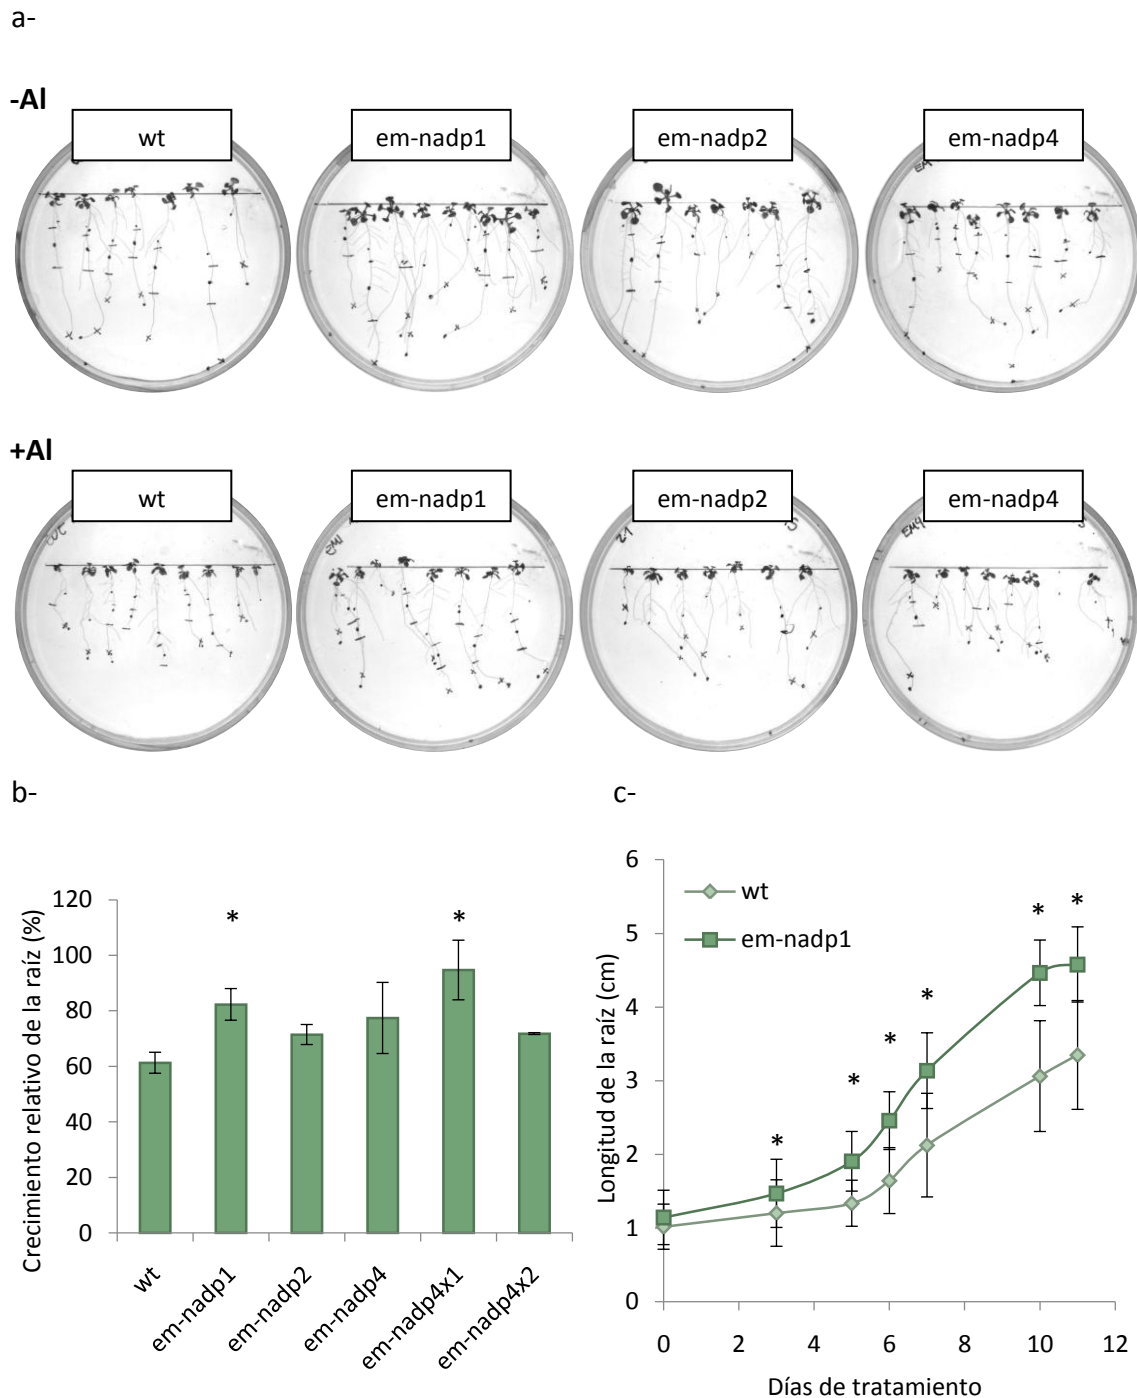 a-
-Al
wt
em-nadp1
em-nadp2
em-nadp4
+Al
wt
em-nadp1
em-nadp2
em-nadp4
b-
Crecimiento relativo de la raíz (%)
120
100
80
60
40
20
0
*
*
wt
em-nadp1
em-nadp2
em-nadp4
em-nadp4x1
em-nadp4x2
c-
Longitud de la raíz (cm)
6
5
4
3
2
1
0
wt
em-nadp1
*
*
*
*
*
*
0
2
4
6
8
10
12
Días de tratamiento